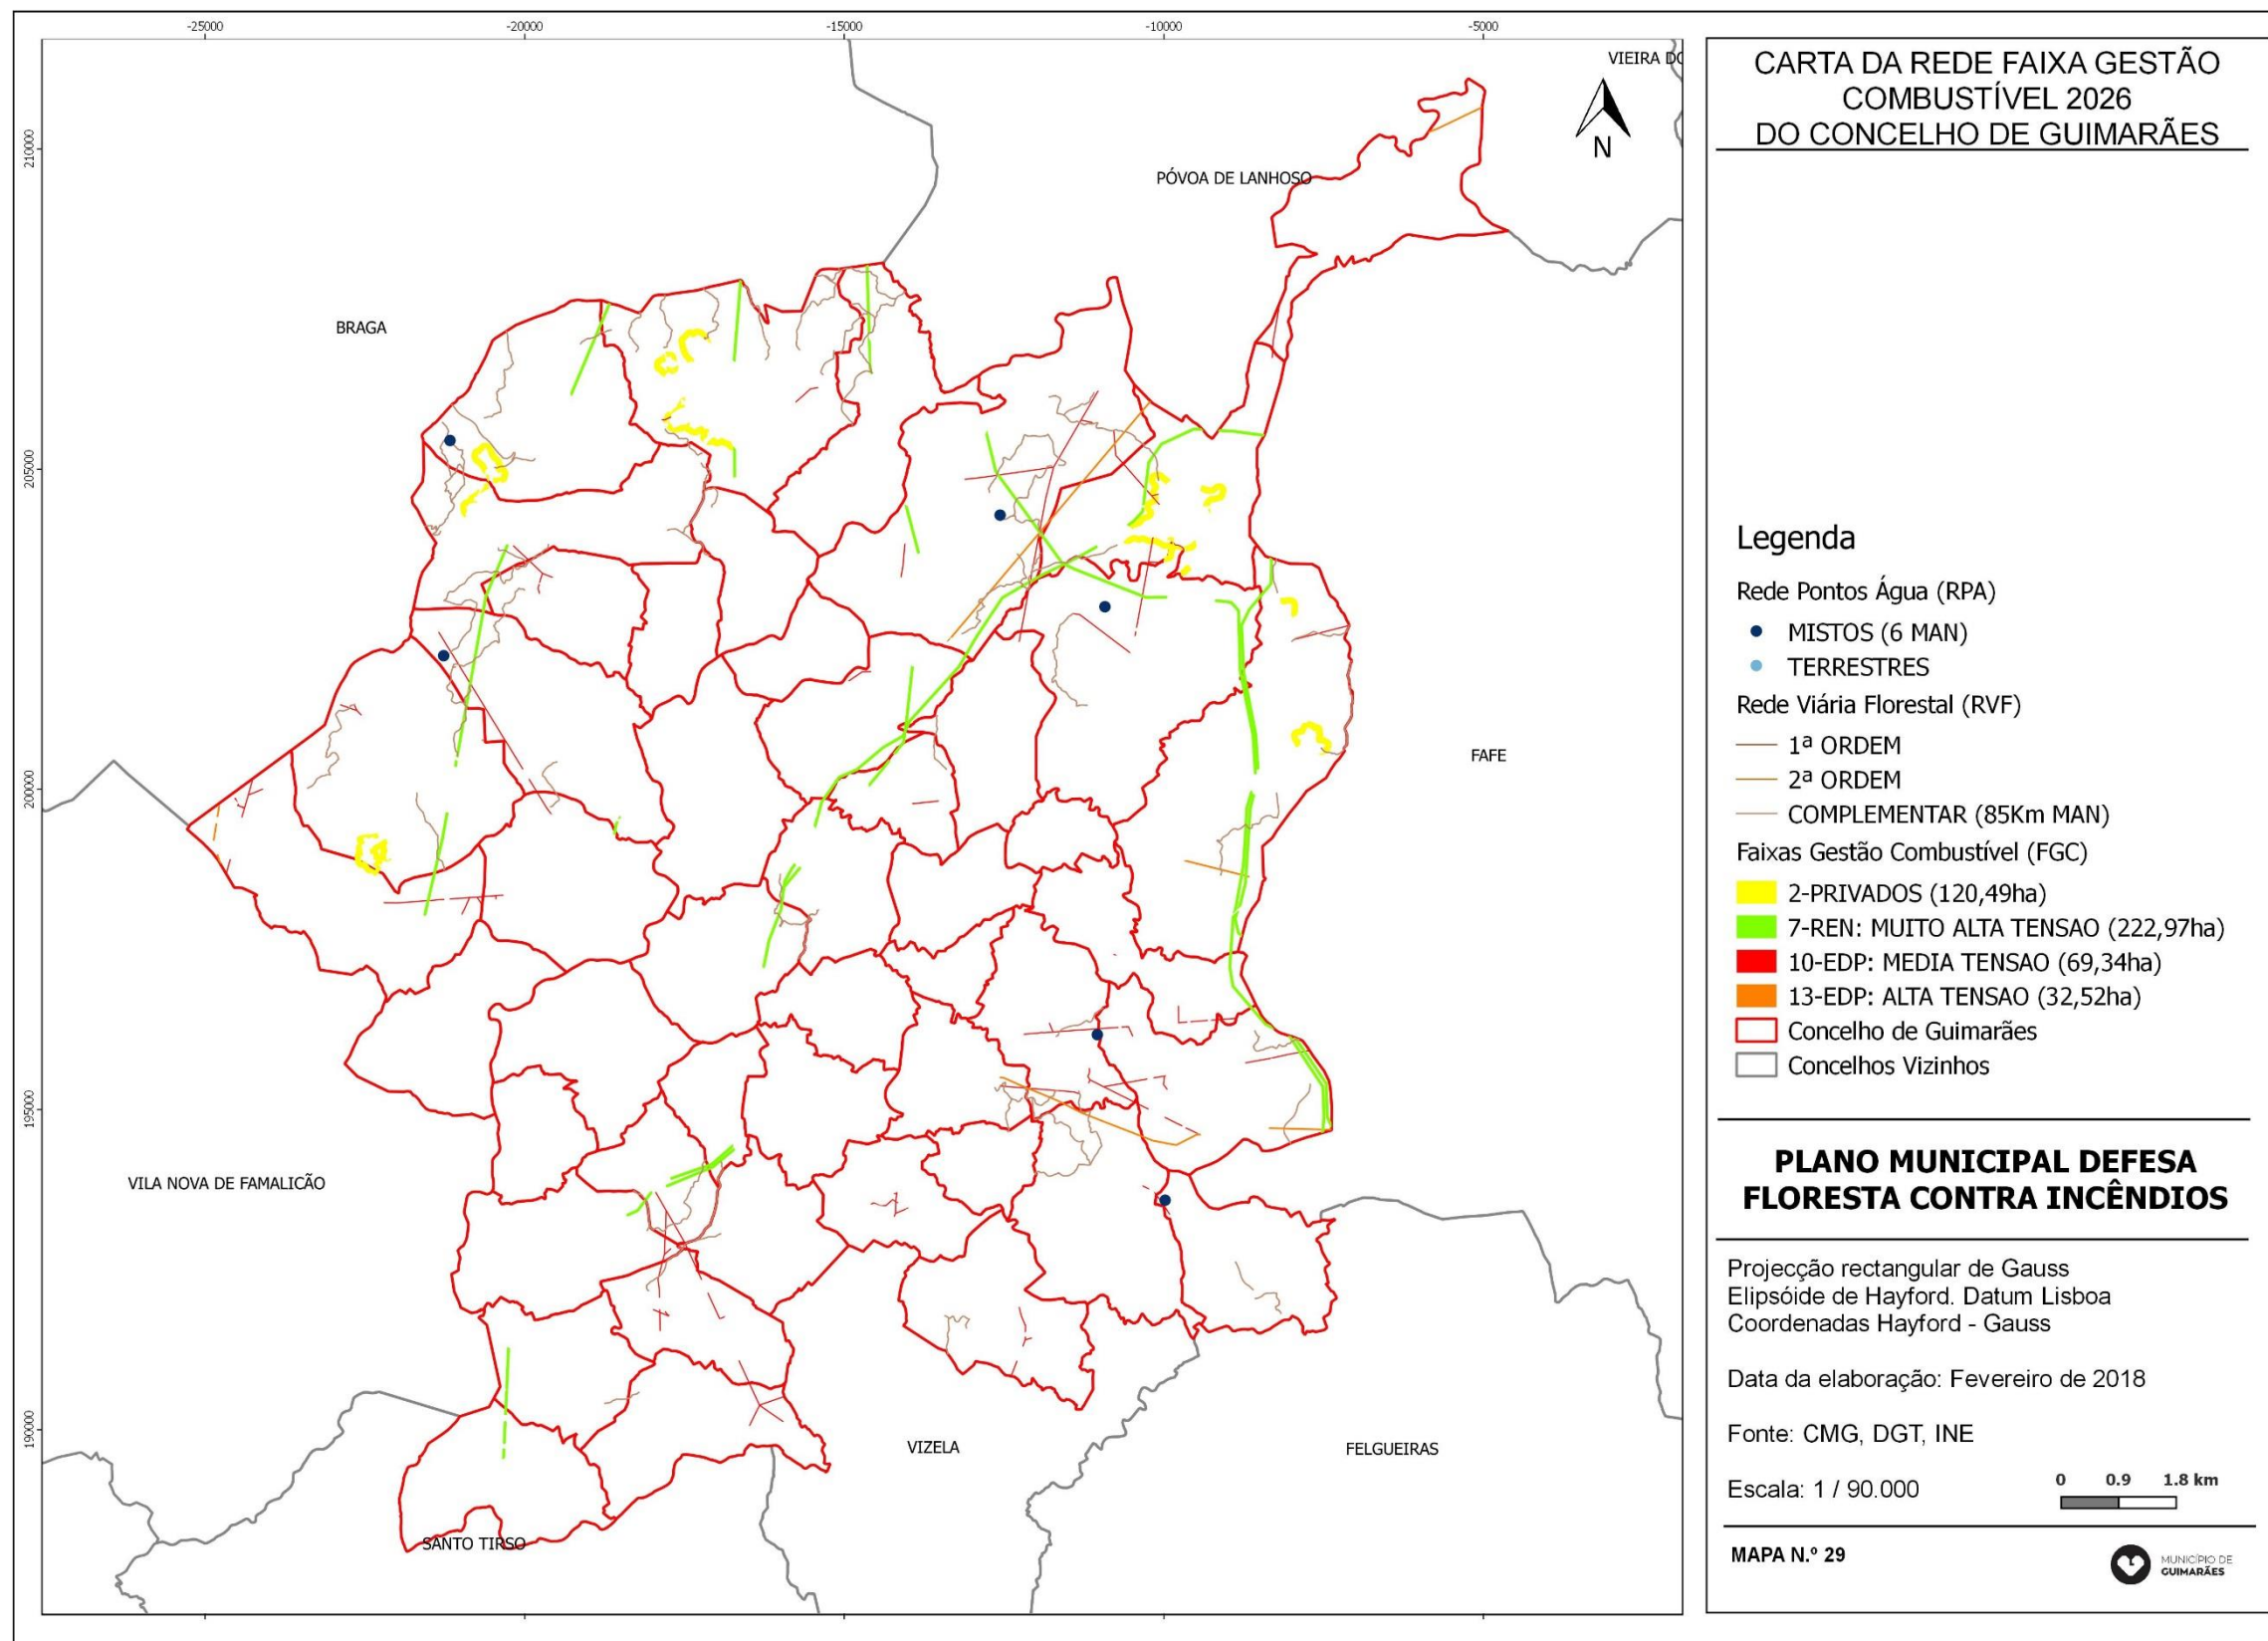 -25000
-20000
-15000
-10000
-5000
210000
205000
200000
195000
190000
VIEIRA DO
PÓVOA DE LANHOSO
BRAGA
FAFE
VILA NOVA DE FAMALICÃO
VIZELA
FELGUEIRAS
SANTO TIRSO
N
CARTA DA REDE FAIXA GESTÃO
COMBUSTÍVEL 2026
DO CONCELHO DE GUIMARÃES
Legenda
Rede Pontos Água (RPA)
MISTOS (6 MAN)
TERRESTRES
Rede Viária Florestal (RVF)
1ª ORDEM
2ª ORDEM
COMPLEMENTAR (85Km MAN)
Faixas Gestão Combustível (FGC)
2-PRIVADOS (120,49ha)
7-REN: MUITO ALTA TENSAO (222,97ha)
10-EDP: MEDIA TENSAO (69,34ha)
13-EDP: ALTA TENSAO (32,52ha)
Concelho de Guimarães
Concelhos Vizinhos
PLANO MUNICIPAL DEFESA
FLORESTA CONTRA INCÊNDIOS
Projecção rectangular de Gauss
Elipsóide de Hayford. Datum Lisboa
Coordenadas Hayford - Gauss
Data da elaboração: Fevereiro de 2018
Fonte: CMG, DGT, INE
Escala: 1 / 90.000
0 0.9 1.8 km
MAPA N.º 29
MUNICÍPIO DE
GUIMARÃES